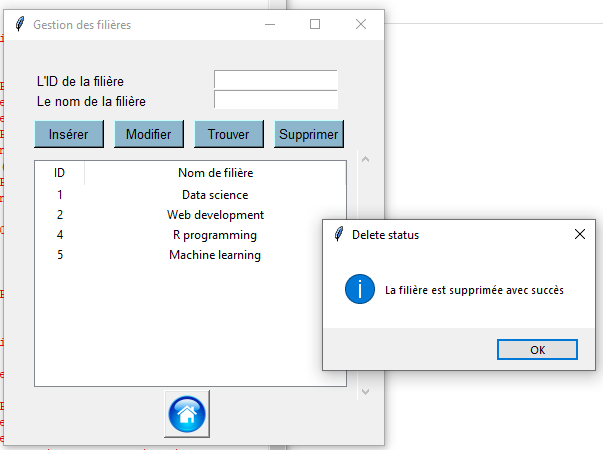 Gestion des filières
L'ID de la filière
Le nom de la filière
Insérer Modifier Trouver Supprimer
ID Nom de filière
1 Data science
2 Web development
4 R programming
5 Machine learning
Delete status
La filière est supprimée avec succès
OK